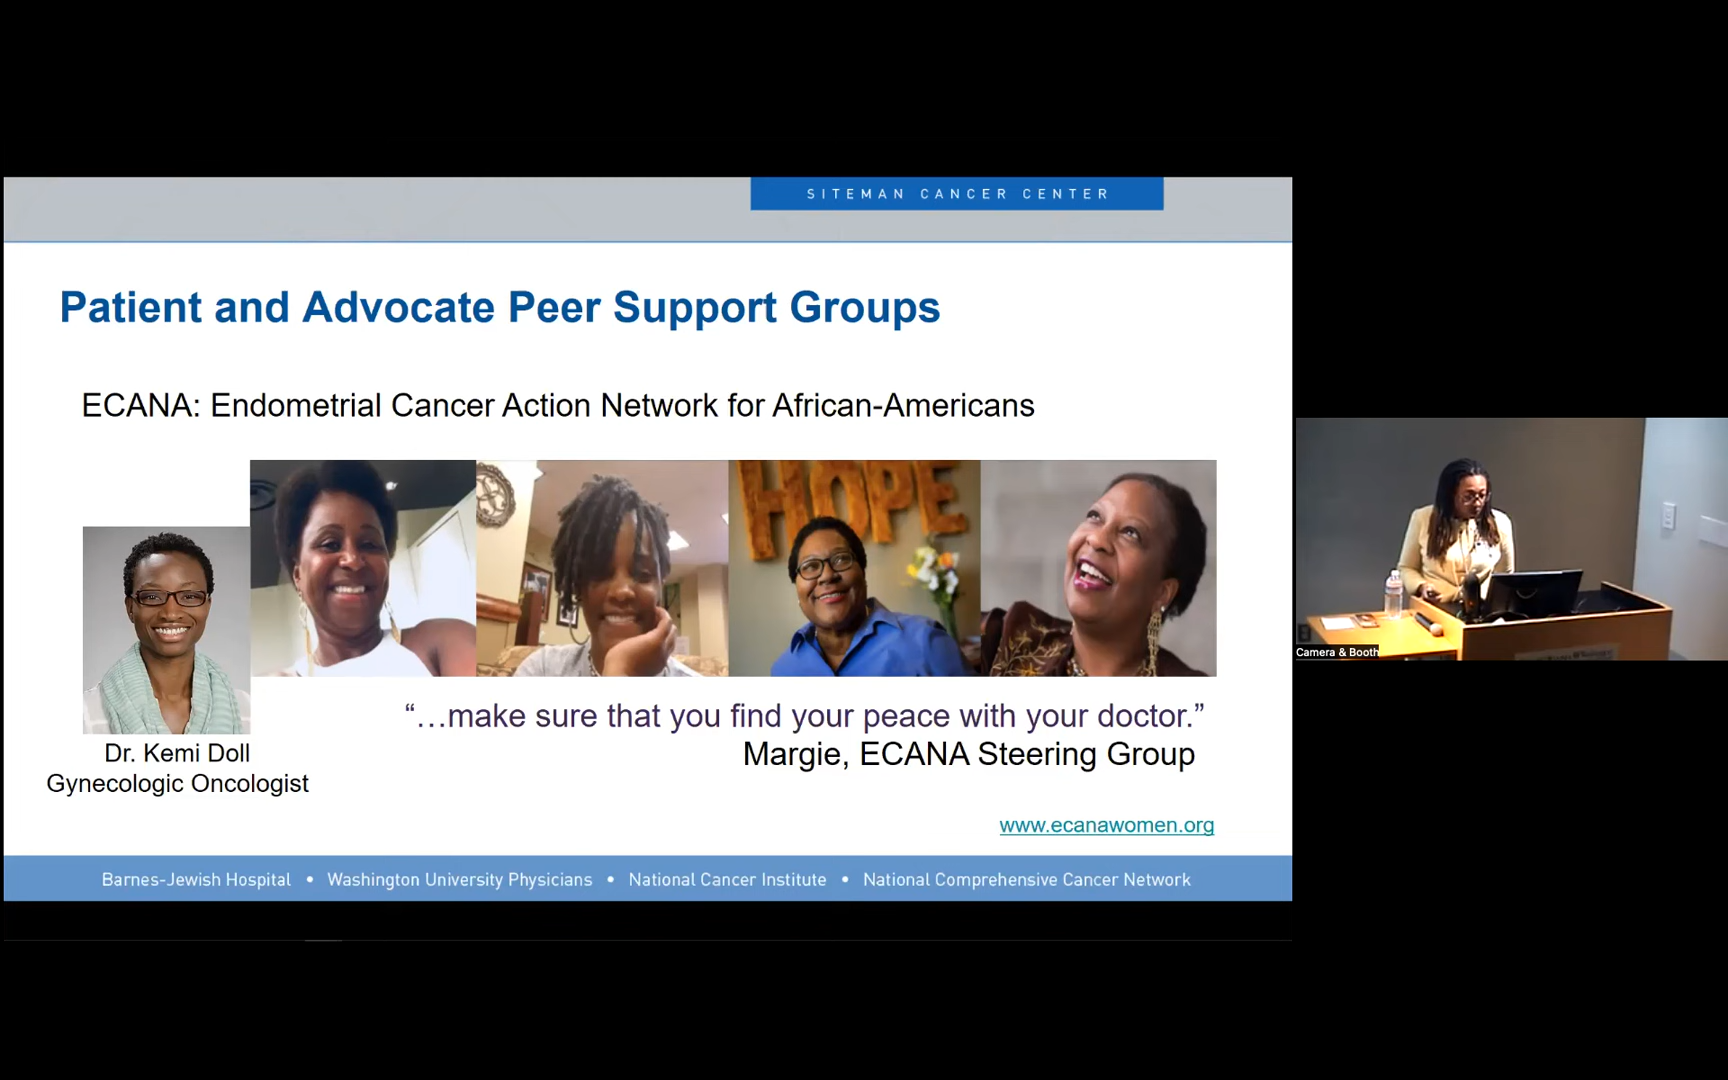 SITEMAN CANCER CENTER
Patient and Advocate Peer Support Groups
ECANA: Endometrial Cancer Action Network for African-Americans
HOPE
Dr. Kemi Doll
Gynecologic Oncologist
“…make sure that you find your peace with your doctor.”
Margie, ECANA Steering Group
www.ecanawomen.org
Barnes-Jewish Hospital • Washington University Physicians • National Cancer Institute • National Comprehensive Cancer Network
Camera & Booth